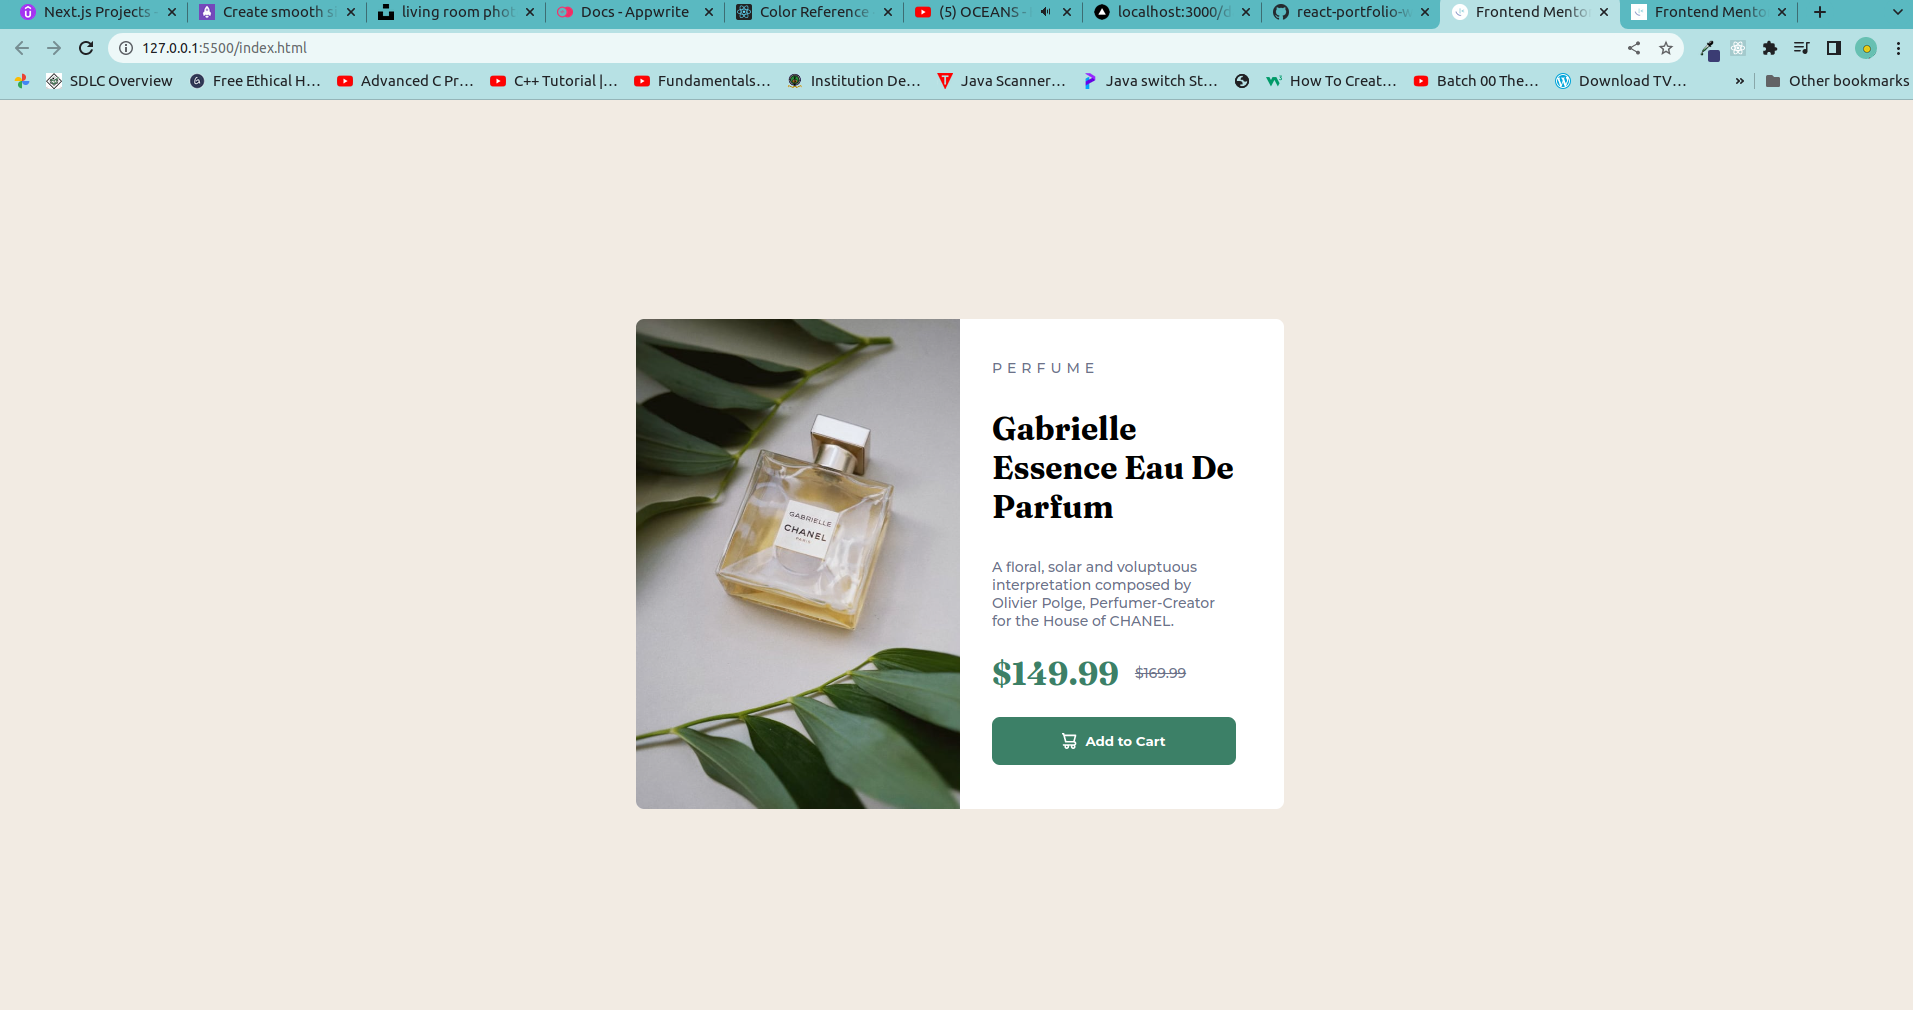 Next.js Projects -
Create smooth s
living room phot
Docs - Appwrite
Color Reference
(5) OCEANS -
localhost:3000/d
react-portfolio-w
Frontend Mento
Frontend Mento
127.0.0.1:5500/index.html
SDLC Overview
Free Ethical H...
Advanced C Pr...
C++ Tutorial |...
Fundamentals...
Institution De...
Java Scanner...
Java switch St...
How To Creat...
Batch 00 The...
Download TV...
»
Other bookmarks
PERFUME
Gabrielle
Essence Eau De
Parfum
A floral, solar and voluptuous
interpretation composed by
Olivier Polge, Perfumer-Creator
for the House of CHANEL.
$149.99 $169.99
Add to Cart
GABRIELLE
CHANEL
PARIS